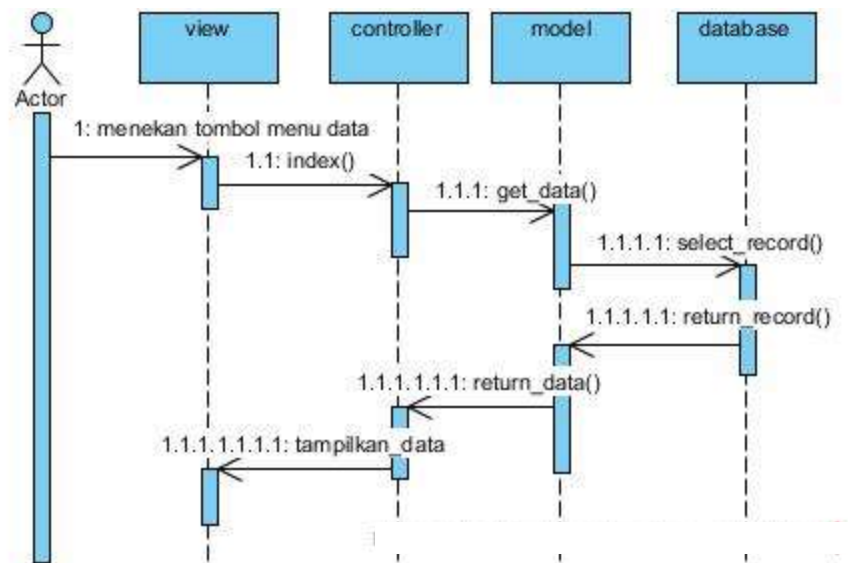 view
controller
model
database
Actor
1: menekan tombol menu data
1.1: index()
1.1.1: get_data()
1.1.1.1: select_record()
1.1.1.1.1: return_record()
1.1.1.1.1.1: return_data()
1.1.1.1.1.1.1: tampilkan_data